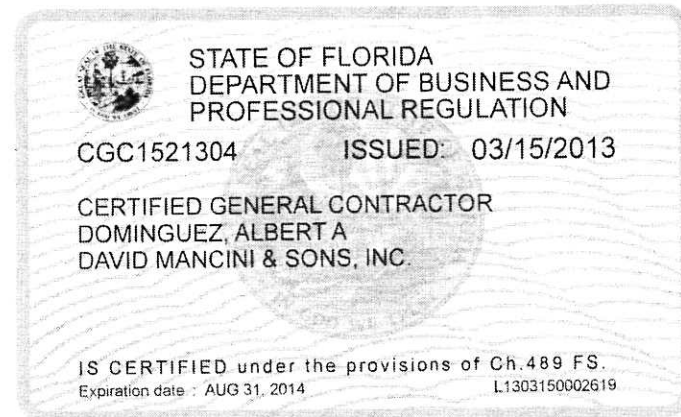 STATE OF FLORIDA
DEPARTMENT OF BUSINESS AND
PROFESSIONAL REGULATION
CGC1521304 ISSUED: 03/15/2013
CERTIFIED GENERAL CONTRACTOR
DOMINGUEZ, ALBERT A
DAVID MANCINI & SONS, INC.
IS CERTIFIED under the provisions of Ch.489 FS.
Expiration date : AUG 31, 2014 L1303150002619